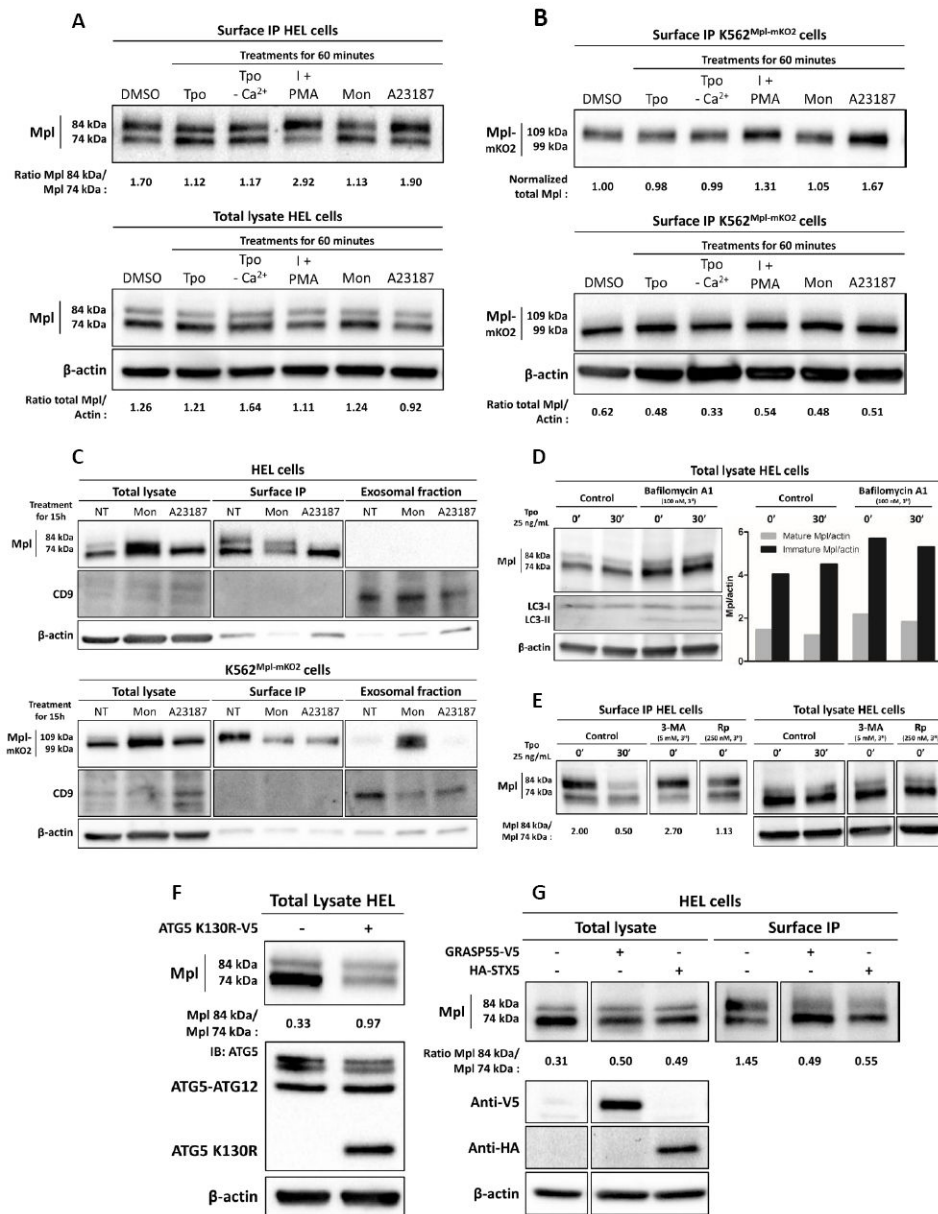 A
Surface IP HEL cells
Treatments for 60 minutes
DMSO Tpo Tpo - Ca2+ I + PMA Mon A23187
Mpl 84 kDa
74 kDa
Ratio Mpl 84 kDa/ Mpl 74 kDa : 1.70 1.12 1.17 2.92 1.13 1.90
Total lysate HEL cells
Treatments for 60 minutes
DMSO Tpo Tpo - Ca2+ I + PMA Mon A23187
Mpl 84 kDa
74 kDa
β-actin
Ratio total Mpl/ Actin : 1.26 1.21 1.64 1.11 1.24 0.92
B
Surface IP K562Mpl-mKO2 cells
Treatments for 60 minutes
DMSO Tpo Tpo - Ca2+ I + PMA Mon A23187
Mpl-mKO2 109 kDa
99 kDa
Normalized total Mpl : 1.00 0.98 0.99 1.31 1.05 1.67
Surface IP K562Mpl-mKO2 cells
Treatments for 60 minutes
DMSO Tpo Tpo - Ca2+ I + PMA Mon A23187
Mpl-mKO2 109 kDa
99 kDa
β-actin
Ratio total Mpl/ Actin : 0.62 0.48 0.33 0.54 0.48 0.51
C
HEL cells
Total lysate Surface IP Exosomal fraction
Treatment for 15h NT Mon A23187 NT Mon A23187 NT Mon A23187
Mpl 84 kDa
74 kDa
CD9
β-actin
K562Mpl-mKO2 cells
Total lysate Surface IP Exosomal fraction
Treatment for 15h NT Mon A23187 NT Mon A23187 NT Mon A23187
Mpl-mKO2 109 kDa
99 kDa
CD9
β-actin
D
Total lysate HEL cells
Control Bafilomycin A1 (100 nM, 3H)
Tpo 25 ng/mL 0' 30' 0' 30'
Mpl 84 kDa
74 kDa
LC3-I
LC3-II
β-actin
Control Bafilomycin A1 (100 nM, 3H)
0' 30' 0' 30'
Mature Mpl/actin
Immature Mpl/actin
Mpl/actin
6
4
2
0
E
Surface IP HEL cells Total lysate HEL cells
Control 3-MA (5 mM, 3H) Rp (250 nM, 3H) Control 3-MA (5 mM, 3H) Rp (250 nM, 3H)
Tpo 25 ng/mL 0' 30' 0' 0' 0' 30' 0' 0'
Mpl 84 kDa
74 kDa
Mpl 84 kDa/ Mpl 74 kDa : 2.00 0.50 2.70 1.13
F
Total Lysate HEL
ATG5 K130R-V5 - +
Mpl 84 kDa
74 kDa
Mpl 84 kDa/ Mpl 74 kDa : 0.33 0.97
IB: ATG5
ATG5-ATG12
ATG5 K130R
β-actin
G
HEL cells
Total lysate Surface IP
GRASP55-V5 - + - - + -
HA-STX5 - - + - - +
Mpl 84 kDa
74 kDa
Ratio Mpl 84 kDa/ Mpl 74 kDa : 0.31 0.50 0.49 1.45 0.49 0.55
Anti-V5
Anti-HA
β-actin